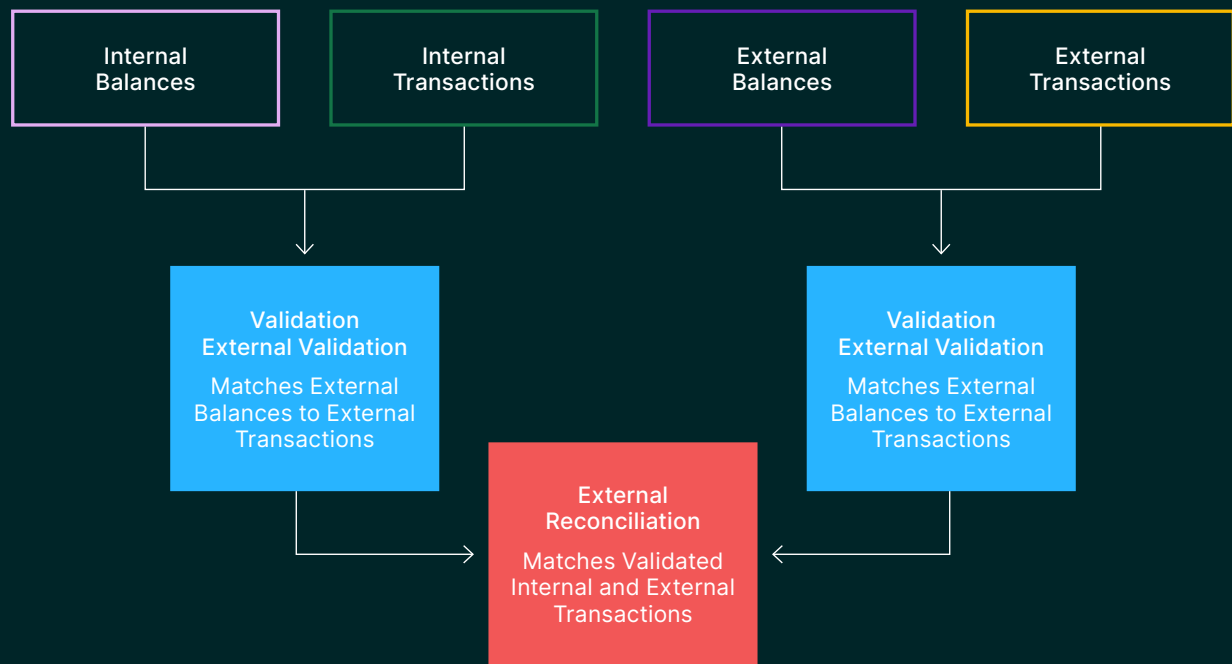 Internal
Balances
Internal
Transactions
External
Balances
External
Transactions
Validation
External Validation
Matches External
Balances to External
Transactions
Validation
External Validation
Matches External
Balances to External
Transactions
External
Reconciliation
Matches Validated
Internal and External
Transactions